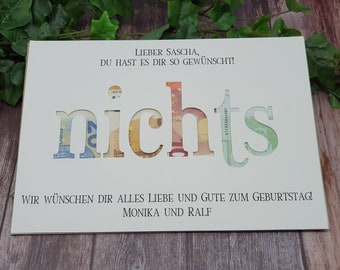 Lieber Sascha,
du hast es dir so gewünscht!
nichts
Wir wünschen dir alles Liebe und Gute zum Geburtstag!
Monika und Ralf